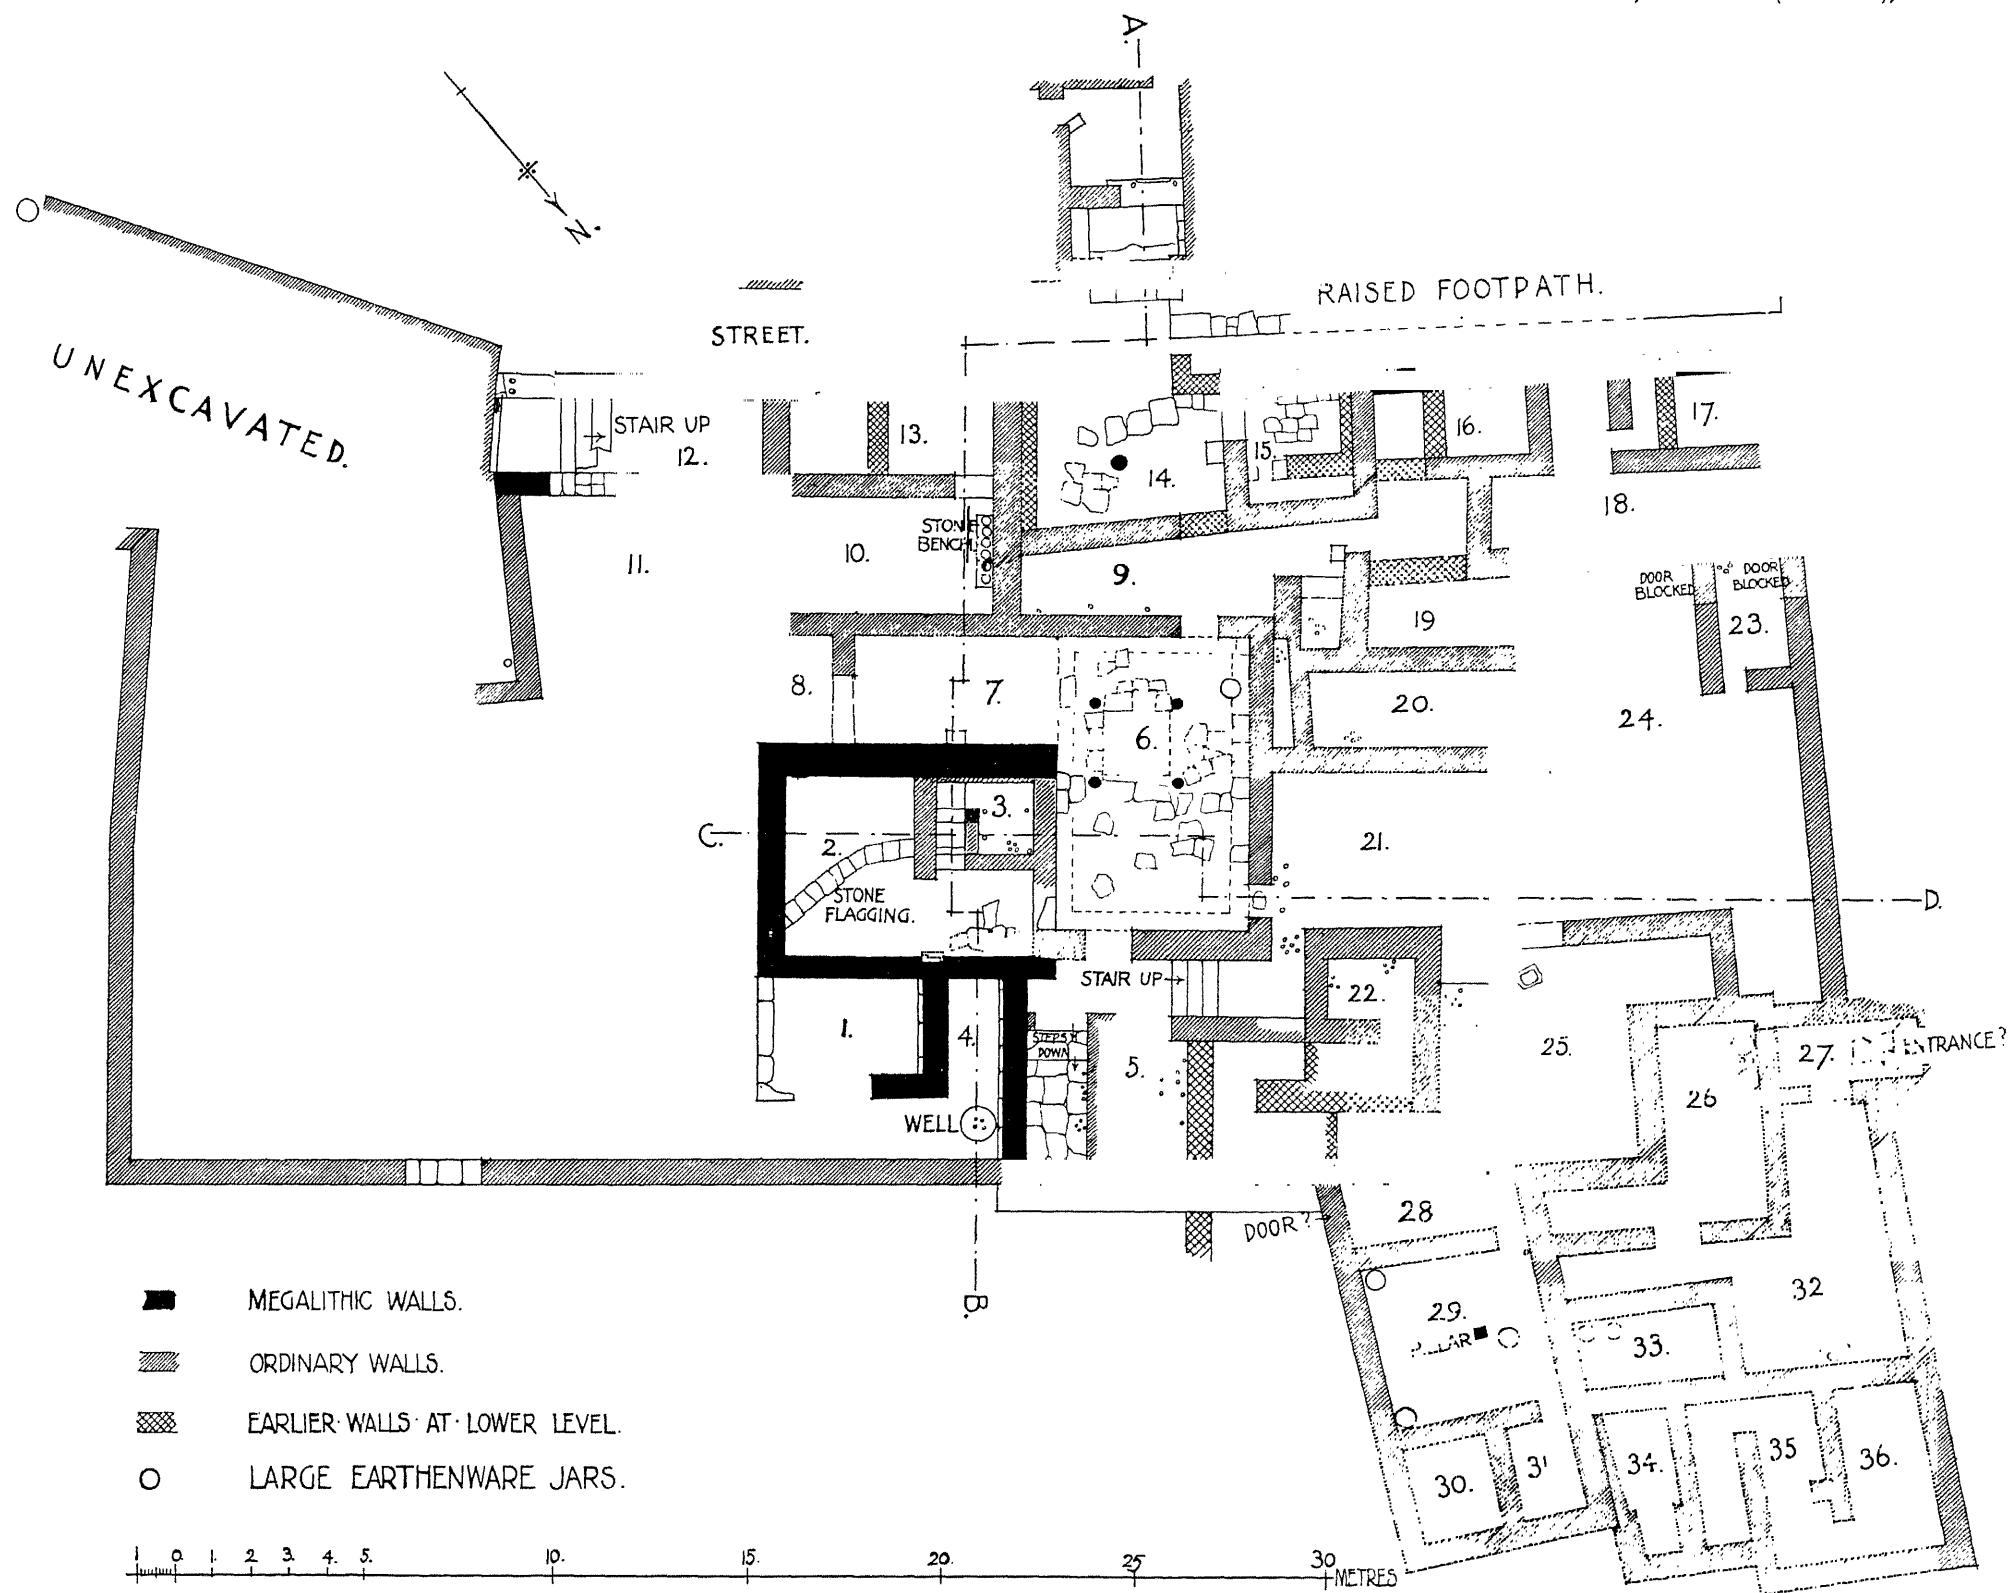 A.
N.
RAISED FOOTPATH.
STREET.
UNEXCAVATED.
STAIR UP
12.
13.
14.
15.
16.
17.
18.
STONE
BENCH.
11.
10.
9.
DOOR
BLOCKED
DOOR
BLOCKED
23.
19
8.
7.
6.
20.
24.
C.
2.
3.
21.
STONE
FLAGGING.
D.
STAIR UP
22.
1.
4.
STEPS
DOWN
5.
25.
26
27.
ENTRANCE?
WELL
28
DOOR?
B.
29.
PILLAR
32
33.
30.
31
34.
35
36.
MEGALITHIC WALLS.
ORDINARY WALLS.
EARLIER·WALLS·AT·LOWER LEVEL.
LARGE EARTHENWARE JARS.
1 0. 1. 2 3. 4. 5. 10. 15. 20. 25 30 METRES